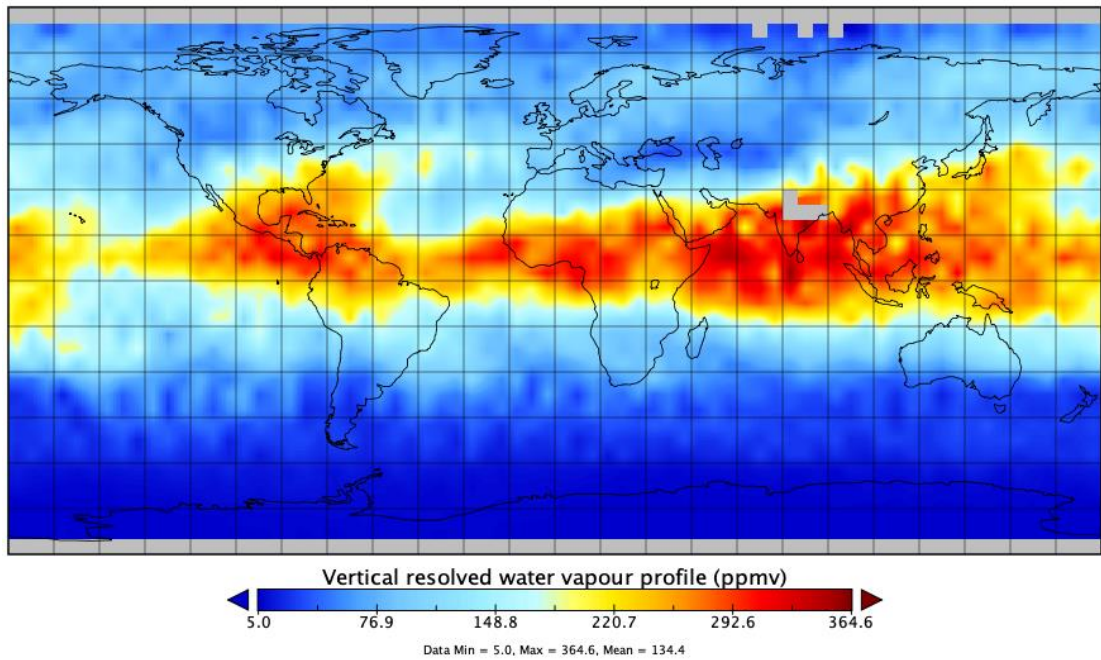 Vertical resolved water vapour profile (ppmv)
5.0 76.9 148.8 220.7 292.6 364.6
Data Min = 5.0, Max = 364.6, Mean = 134.4